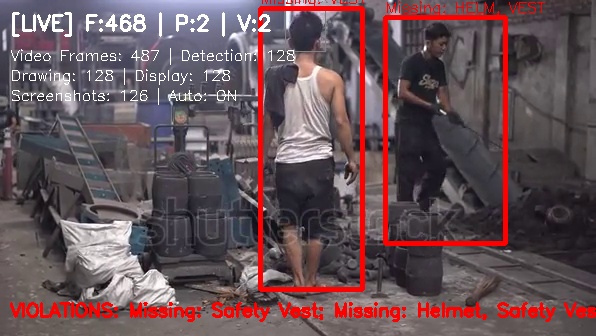 [LIVE] F:468 | P:2 | V:2
Missing: VEST
Missing: HELM, VEST
Video Frames: 487 | Detection: 128
Drawing: 128 | Display: 128
Screenshots: 126 | Auto: ON
shutterstock
VIOLATIONS: Missing: Safety Vest; Missing: Helmet, Safety Ves